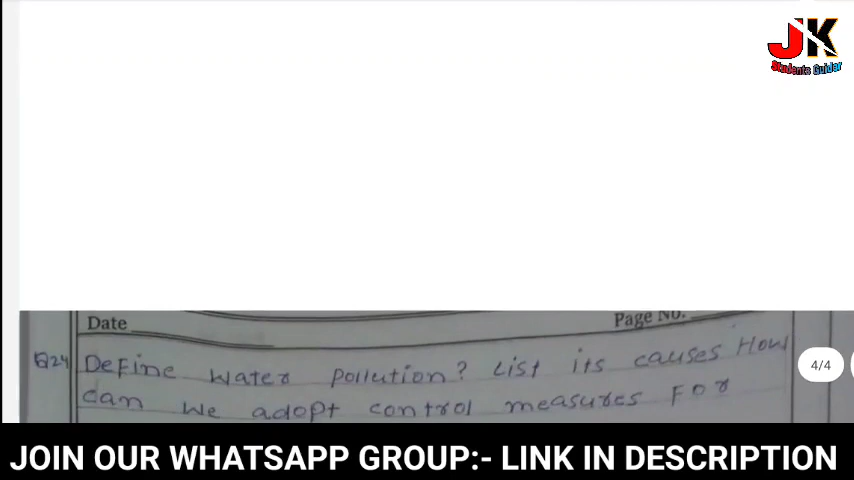 JK
Students Guider
Date
Page No.
Q24 Define water pollution? List its causes How
can we adopt control measures For
4/4
JOIN OUR WHATSAPP GROUP:- LINK IN DESCRIPTION